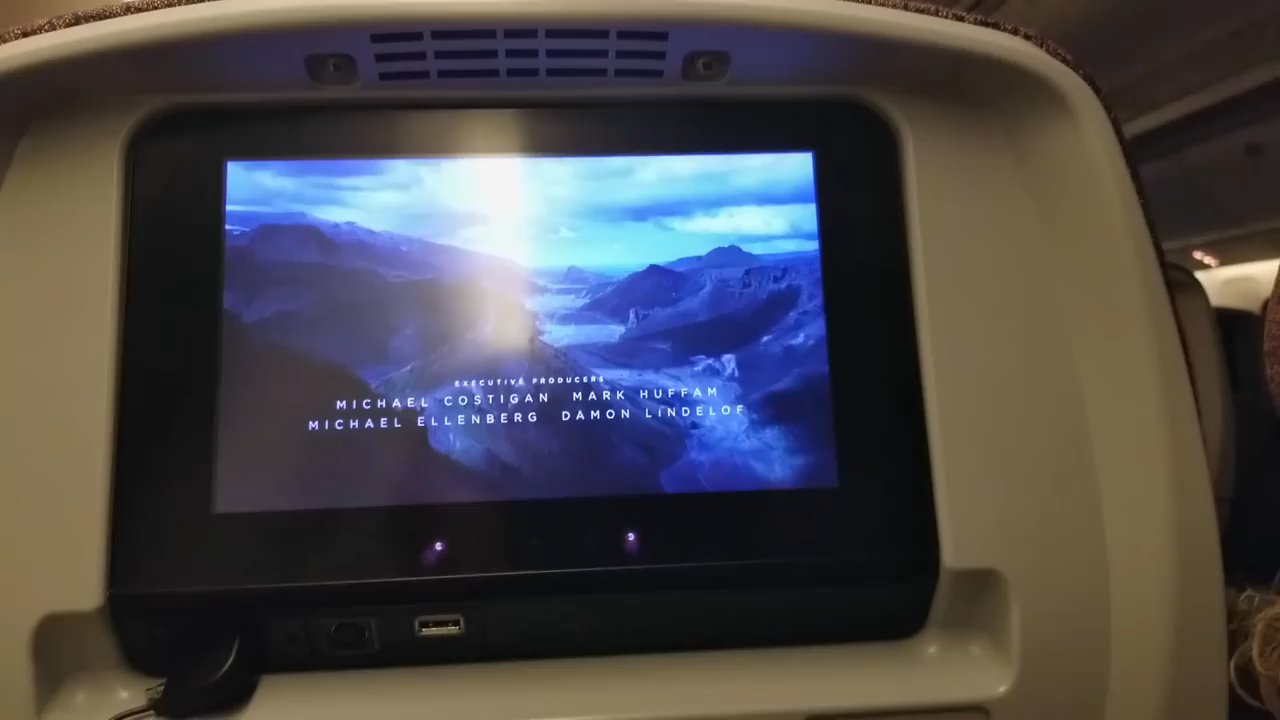 EXECUTIVE PRODUCERS
MICHAEL COSTIGAN MARK HUFFAM
MICHAEL ELLENBERG DAMON LINDELOF